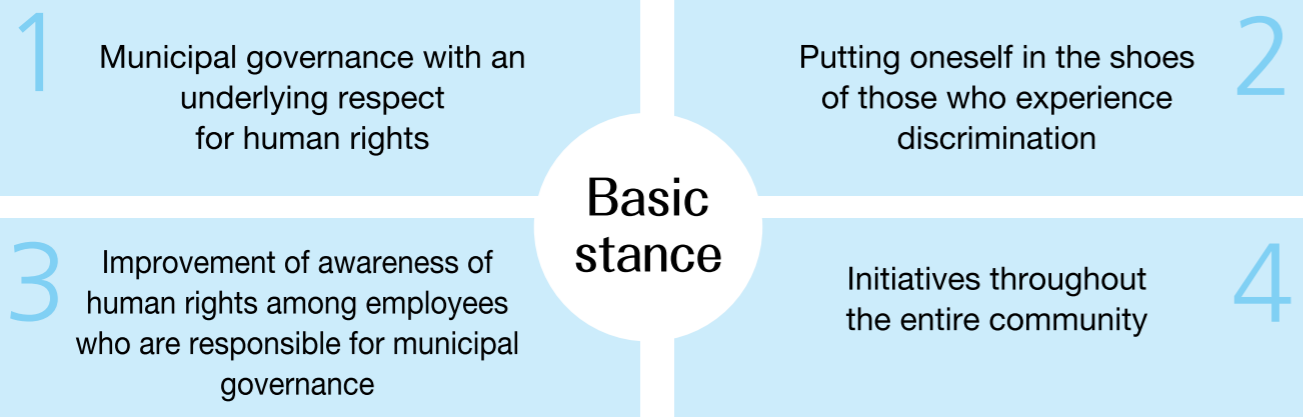 1
Municipal governance with an
underlying respect
for human rights
2
Putting oneself in the shoes
of those who experience
discrimination
Basic
stance
3
Improvement of awareness of
human rights among employees
who are responsible for municipal
governance
4
Initiatives throughout
the entire community